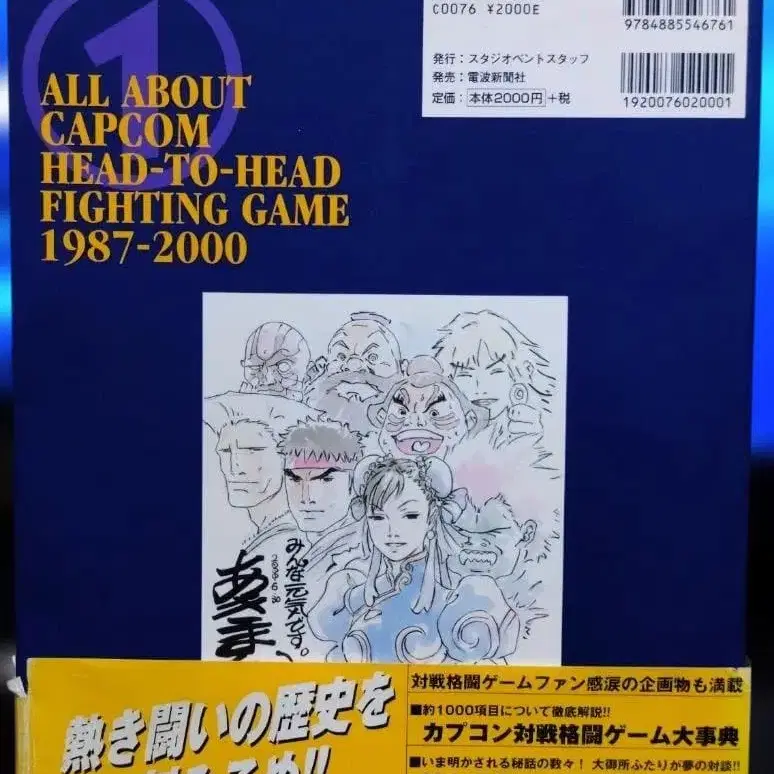 C0076 ¥2000E
9784885546761
発行：スタジオベントスタッフ
発売：電波新聞社
定価：本体2000円＋税
1920076020001
1
ALL ABOUT
CAPCOM
HEAD-TO-HEAD
FIGHTING GAME
1987-2000
みんな元気です。
あきまん
熱き闘いの歴史を
対戦格闘ゲームファン感涙の企画物も満載
■約1000項目について徹底解説!!
カプコン対戦格闘ゲーム大事典
■いま明かされる秘話の数々！ 大御所ふたりが夢の対談!!